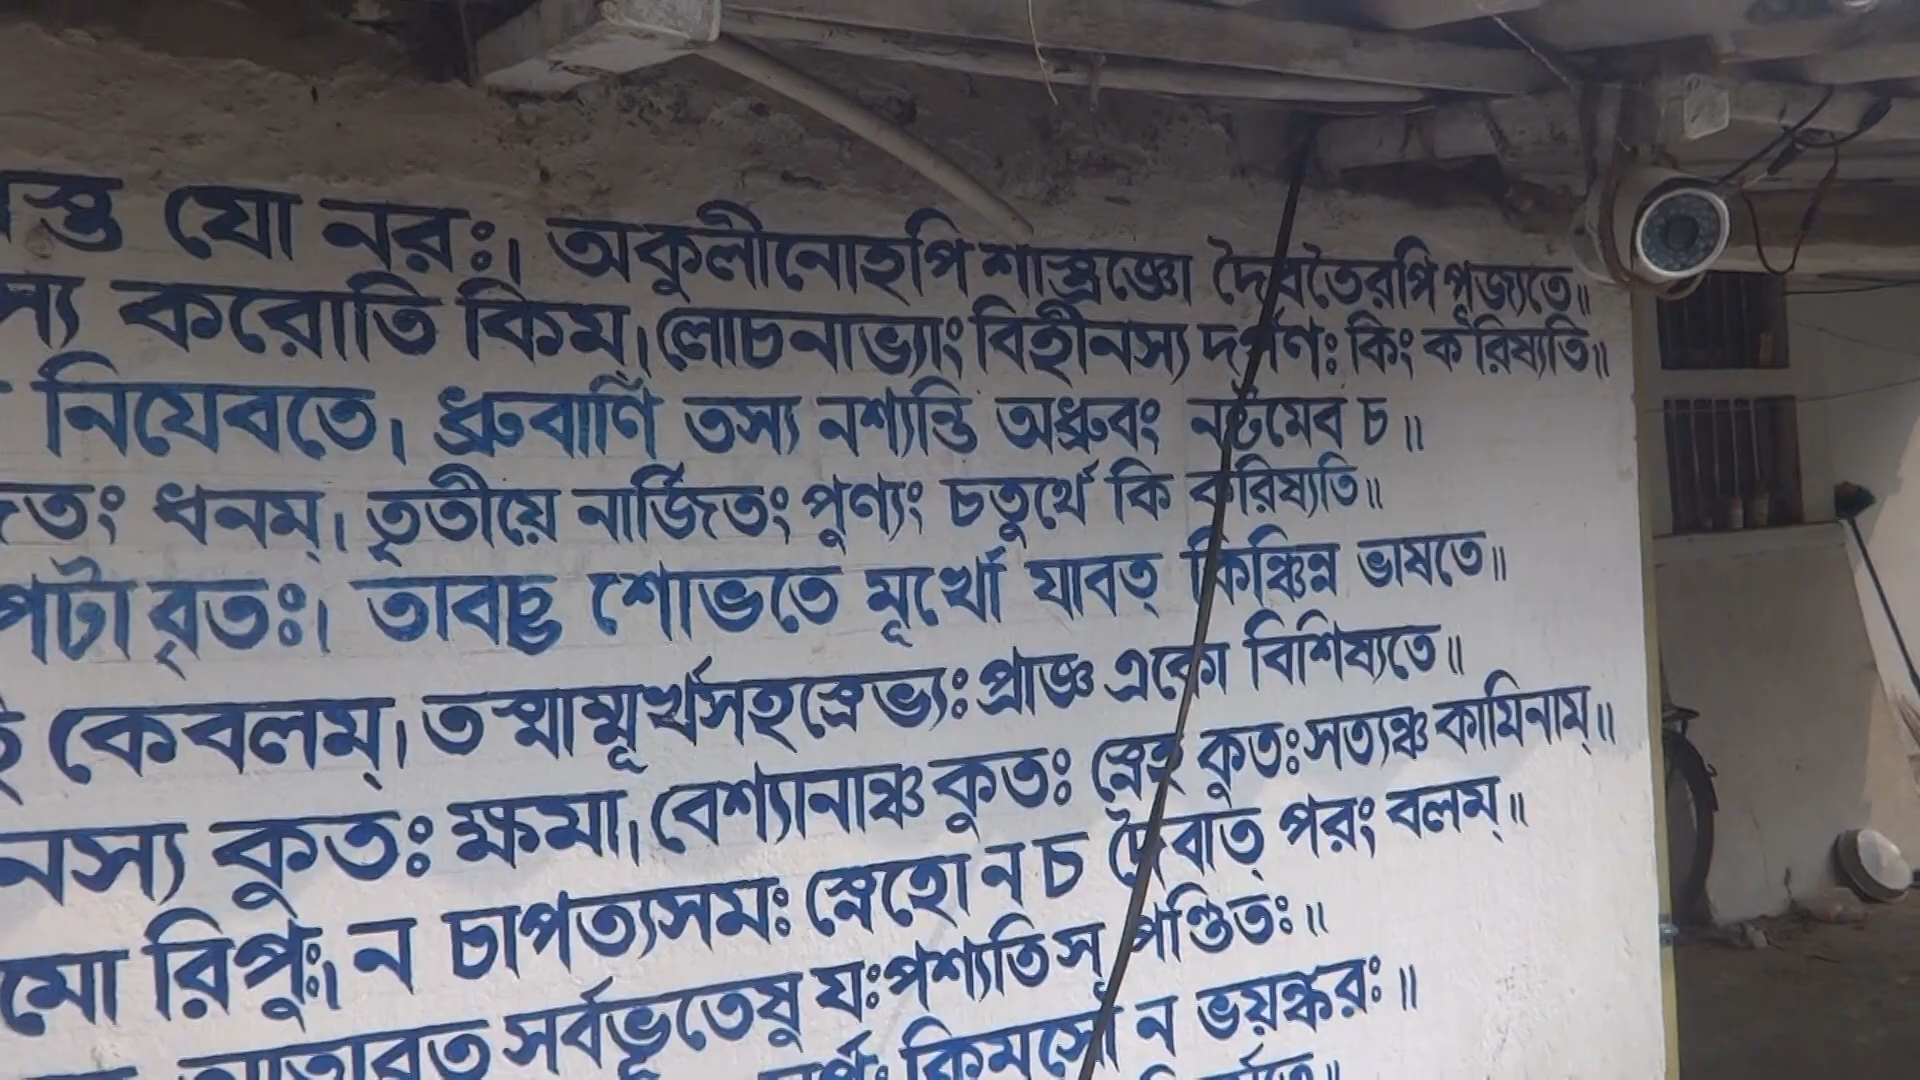 যো নরঃ। অকুলীনোহপি শাস্ত্রজ্ঞো দৈবতৈরপি পূজ্যতে॥
স্য করোতি কিম্। লোচনাভ্যাং বিহীনস্য দর্পণঃ কিং করিষ্যতি॥
নিযেবতে। ধ্রুবাণি তস্য নশ্যন্তি অধ্রুবং নষ্টমেব চ॥
তং ধনম্। তৃতীয়ে নার্জিতং পুণ্যং চতুর্থে কি করিষ্যতি॥
পটাবৃতঃ। তাবচ্চ শোভতে মূর্খো যাবত্ কিঞ্চিন্ন ভাষতে॥
কেবলম্। তস্মান্মূর্খসহস্রেভ্যঃ প্রাজ্ঞ একো বিশিষ্যতে॥
নস্য কুতঃ ক্ষমা। বেশ্যানাঞ্চ কুতঃ স্নেহ কুতঃ সত্যঞ্চ কামিনাম্॥
মো রিপুঃ। ন চাপত্যসমঃ স্নেহো ন চ দৈবাত্ পরং বলম্॥
সর্বভূতেষু যঃ পশ্যতি স পণ্ডিতঃ॥
কিমসৌ ন ভয়ঙ্করঃ॥